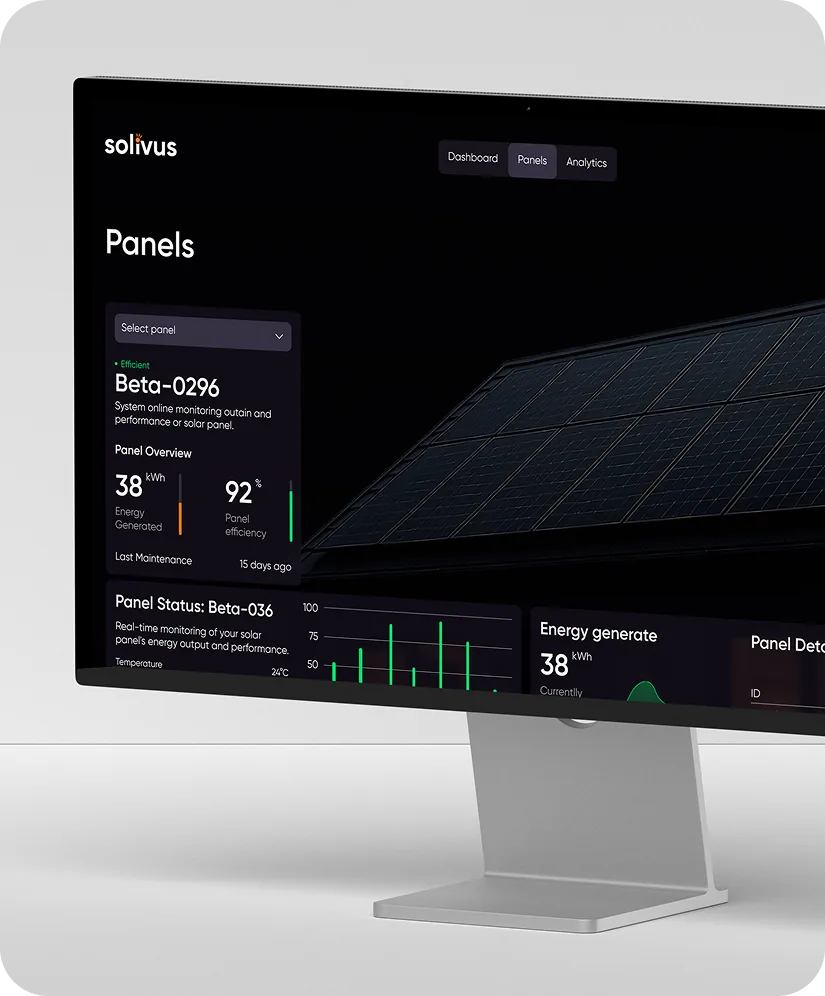 solivus
Dashboard Panels Analytics
Panels
Select panel
• Efficient
Beta-0296
System online monitoring outain and
performance or solar panel.
Panel Overview
38 kWh
Energy
Generated
92 %
Panel
efficiency
Last Maintenance 15 days ago
Panel Status: Beta-036
Real-time monitoring of your solar
panel's energy output and performance.
Temperature 24°C
100
75
50
Energy generate
38 kWh
Currentlly
Panel Deta
ID